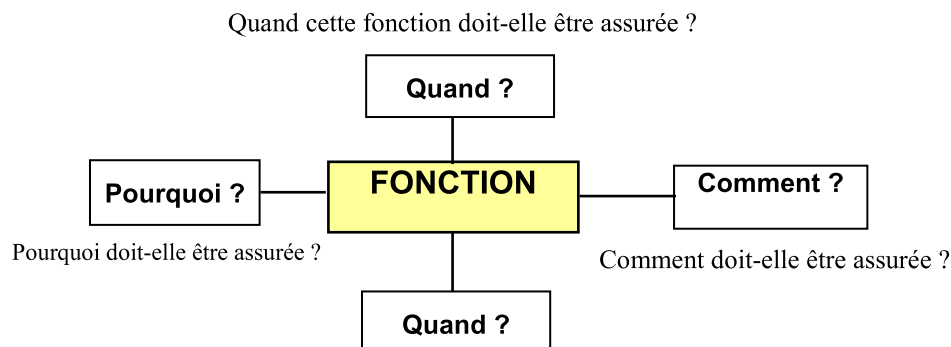 Quand cette fonction doit-elle être assurée ?
Quand ?
Pourquoi ?
FONCTION
Comment ?
Pourquoi doit-elle être assurée ?
Comment doit-elle être assurée ?
Quand ?